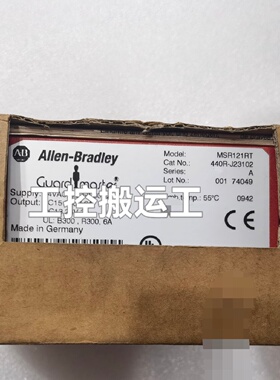 AB Allen-Bradley
Model: MSR121RT
Cat No.: 440R-J23102
Series: A
Lot No.: 001 74049
Guardmaster
Supply:
Output:
55°C
0942
工控搬运工
UL: B300, R300, 6A
Made in Germany
CE